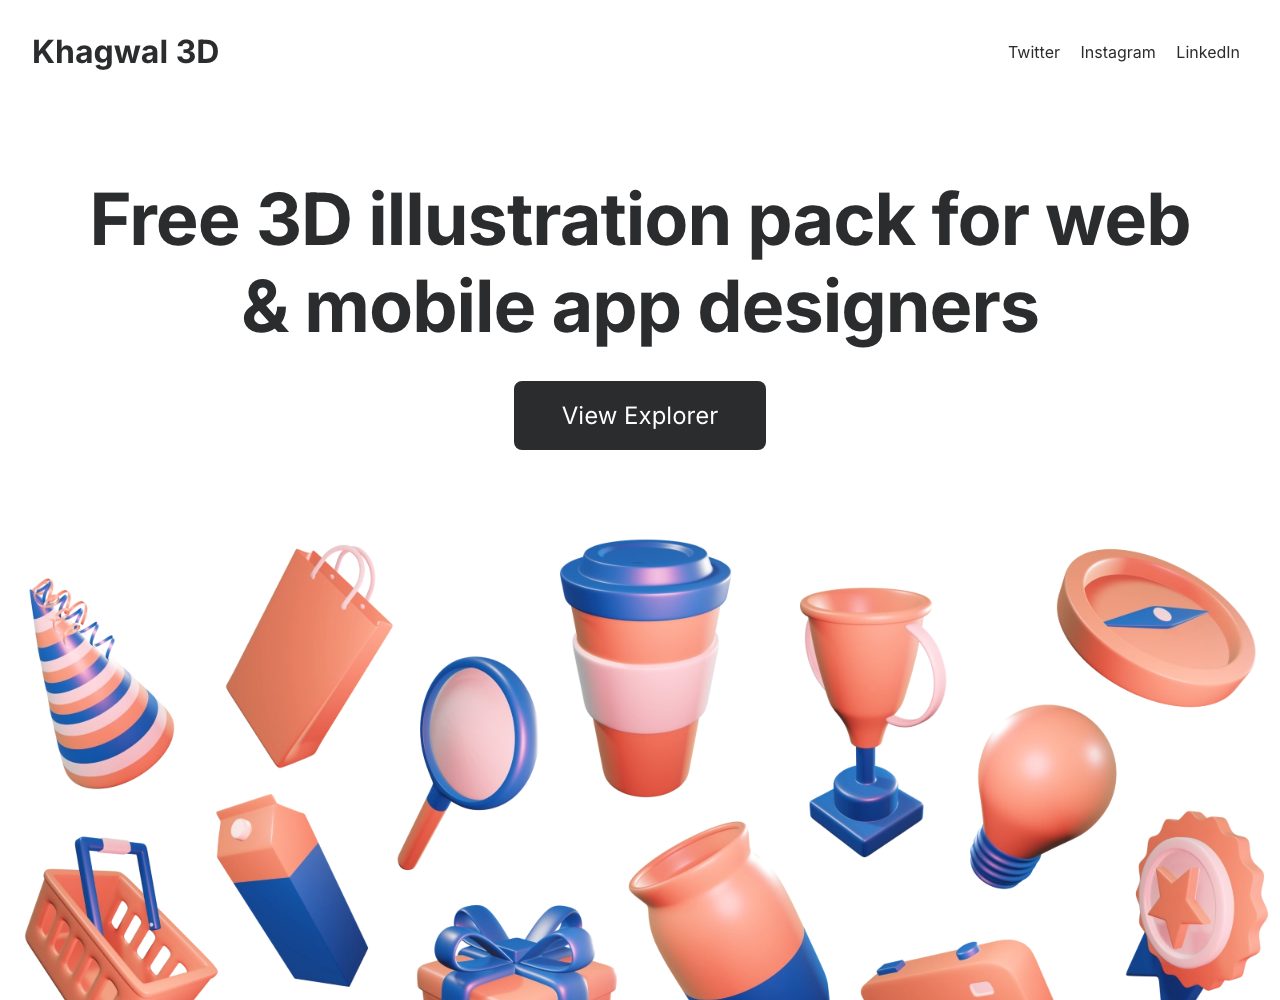 Khagwal 3D
Twitter Instagram LinkedIn
Free 3D illustration pack for web
& mobile app designers
View Explorer